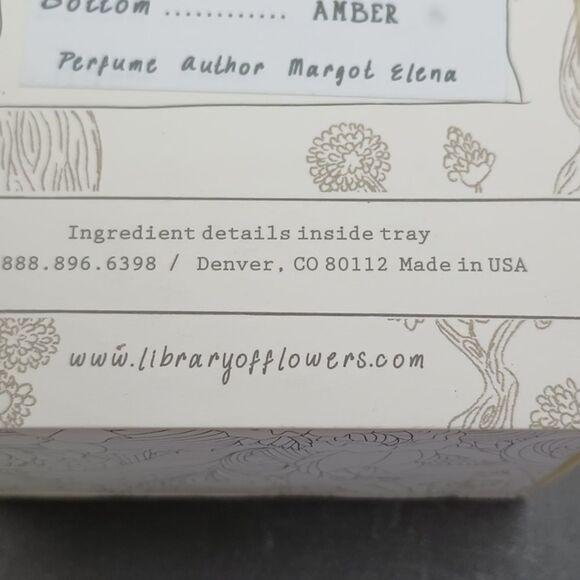 Bottom ............ AMBER
Perfume author Margot Elena
Ingredient details inside tray
888.896.6398 / Denver, CO 80112 Made in USA
www.libraryofflowers.com